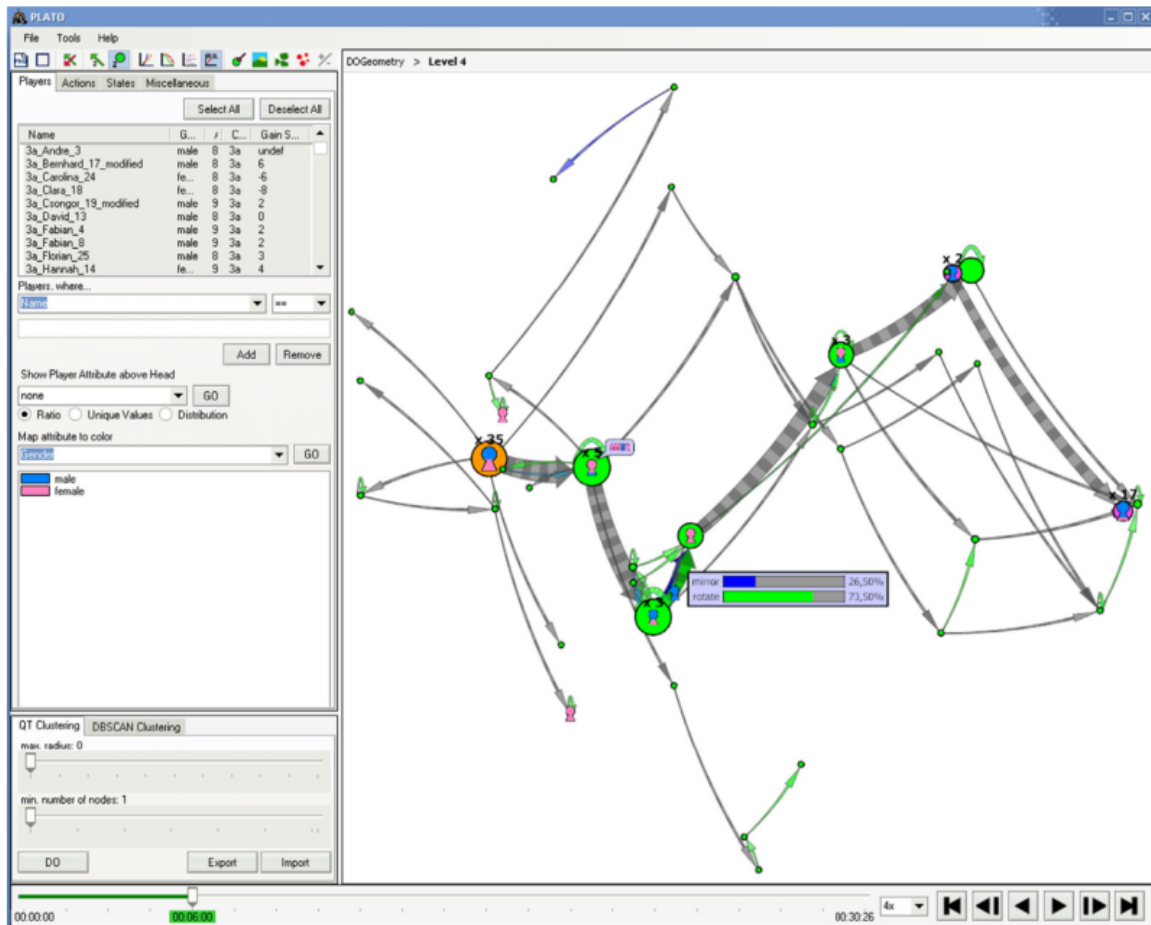 PLATO
File Tools Help
Players Actions States Miscellaneous
Select All Deselect All
Name G... C... Gain S...
3a_Andre_3 male 8 3a undef
3a_Bernhard_17_modified male 8 3a 6
3a_Carolina_24 fe... 8 3a -6
3a_Clara_18 fe... 8 3a -8
3a_Csongor_19_modified male 9 3a 2
3a_David_13 male 8 3a 0
3a_Fabian_4 male 9 3a 2
3a_Fabian_8 male 9 3a 2
3a_Florian_25 male 8 3a 3
3a_Hannah_14 fe... 9 3a 4
Players, where...
Name ==
Add Remove
Show Player Attribute above Head
none GO
Ratio Unique Values Distribution
Map attribute to color
Gender GO
male
female
QT Clustering DBSCAN Clustering
max. radius: 0
min. number of nodes: 1
DO Export Import
DOGeometry > Level 4
x 2
x 3
x 35
x 5
x 17
mirror 26,50%
rotate 73,50%
x 3
00:00:00 00:06:00 00:30:26 4x